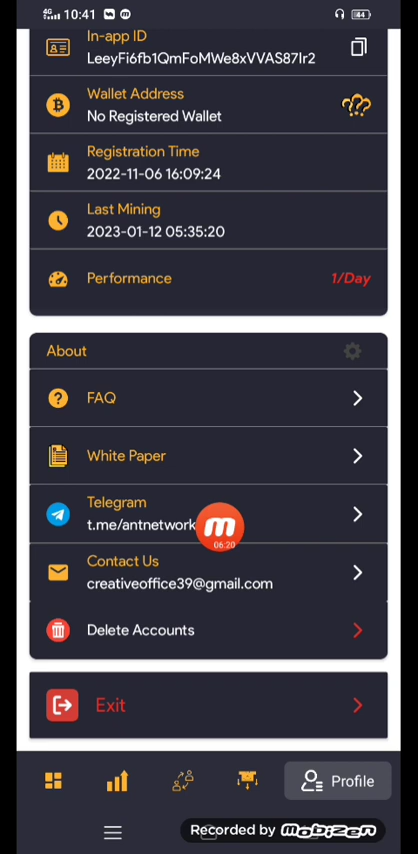 4G 10:41 44
In-app ID
LeeyFi6fb1QmFoMWe8xVVAS87Ir2
Wallet Address
No Registered Wallet
???
Registration Time
2022-11-06 16:09:24
Last Mining
2023-01-12 05:35:20
Performance 1/Day
About
FAQ
White Paper
Telegram
t.me/antnetwork
m
06:20
Contact Us
creativeoffice39@gmail.com
Delete Accounts
Exit
Profile
Recorded by mobizen